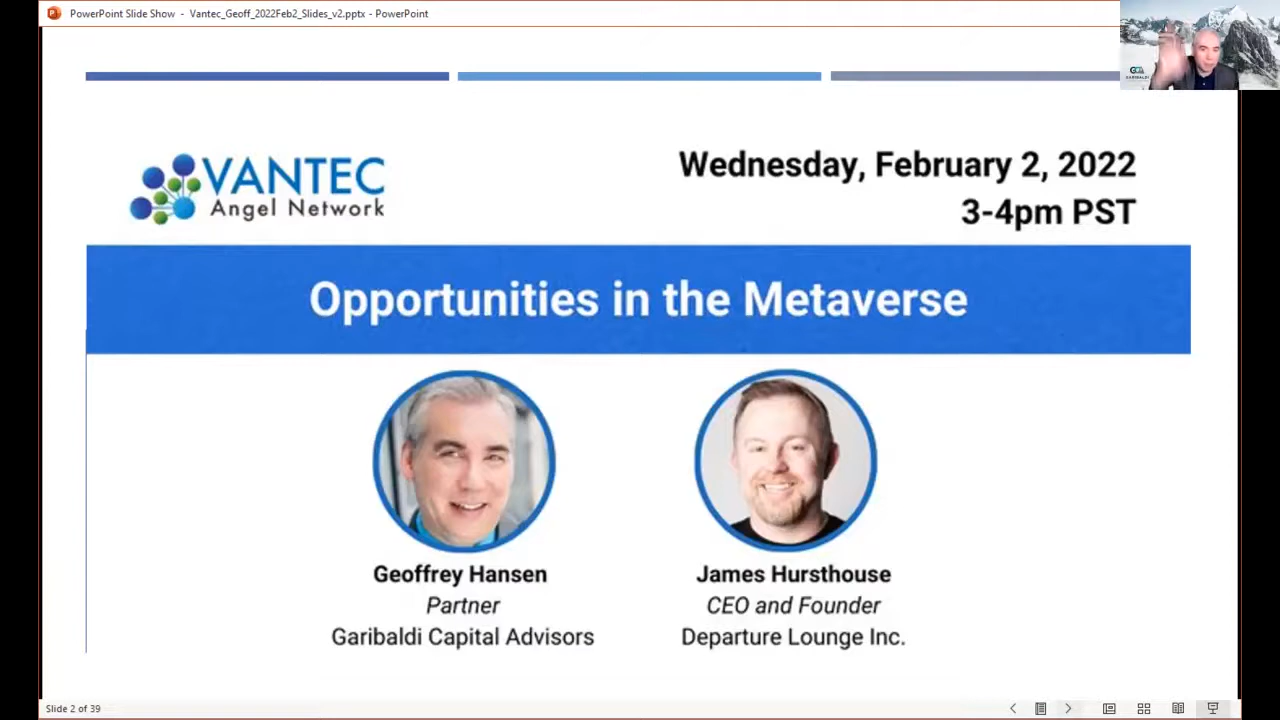 PowerPoint Slide Show - Vantec_Geoff_2022Feb2_Slides_v2.pptx - PowerPoint
VANTEC
Angel Network
Wednesday, February 2, 2022
3-4pm PST
Opportunities in the Metaverse
Geoffrey Hansen
Partner
Garibaldi Capital Advisors
James Hursthouse
CEO and Founder
Departure Lounge Inc.
Slide 2 of 39